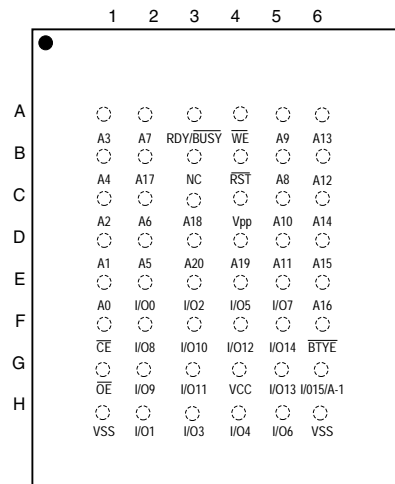 1 2 3 4 5 6
A
A3 A7 RDY/BUSY WE A9 A13
B
A4 A17 NC RST A8 A12
C
A2 A6 A18 Vpp A10 A14
D
A1 A5 A20 A19 A11 A15
E
A0 I/O0 I/O2 I/O5 I/O7 A16
F
CE I/O8 I/O10 I/O12 I/O14 BTYE
G
OE I/O9 I/O11 VCC I/O13 I/015/A-1
H
VSS I/O1 I/O3 I/O4 I/O6 VSS